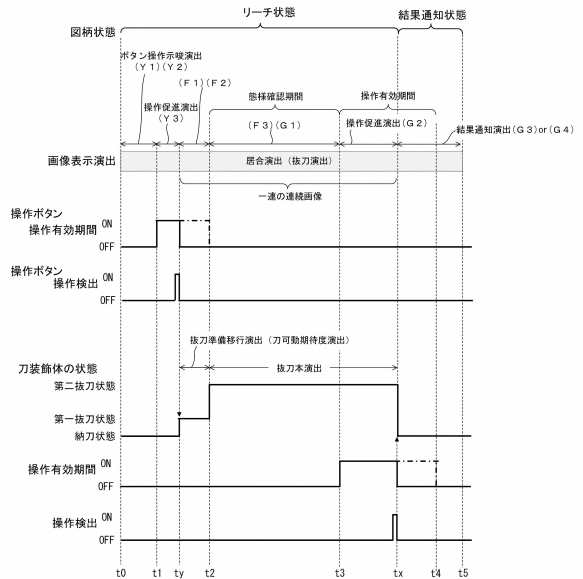 リーチ状態
結果通知状態
図柄状態
ボタン操作示唆演出
(Y1)(Y2)
(F1)(F2)
操作促進演出
(Y3)
態様確認期間
操作有効期間
(F3)(G1)
操作促進演出(G2)
結果通知演出(G3)or(G4)
画像表示演出
居合演出(抜刀演出)
一連の連続画像
操作ボタン
操作有効期間
ON
OFF
操作ボタン
操作検出
ON
OFF
抜刀準備移行演出(刀可動期待度演出)
刀装飾体の状態
抜刀本演出
第二抜刀状態
第一抜刀状態
納刀状態
操作有効期間
ON
OFF
操作検出
ON
OFF
t0 t1 ty t2 t3 tx t4 t5